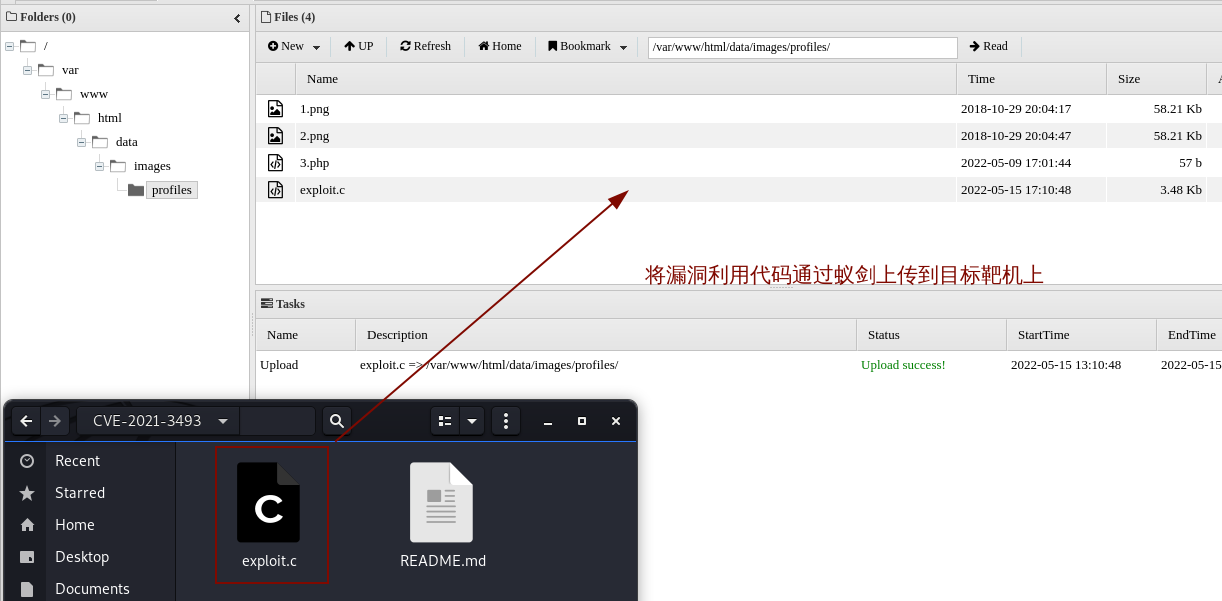 Folders (0)
Files (4)
New
UP
Refresh
Home
Bookmark
/var/www/html/data/images/profiles/
Read
/
var
www
html
data
images
profiles
Name Time Size
1.png 2018-10-29 20:04:17 58.21 Kb
2.png 2018-10-29 20:04:47 58.21 Kb
3.php 2022-05-09 17:01:44 57 b
exploit.c 2022-05-15 17:10:48 3.48 Kb
将漏洞利用代码通过蚁剑上传到目标靶机上
Tasks
Name Description Status StartTime EndTime
Upload exploit.c => /var/www/html/data/images/profiles/ Upload success! 2022-05-15 13:10:48 2022-05-15
CVE-2021-3493
Recent
Starred
Home
Desktop
Documents
C
exploit.c
README.md